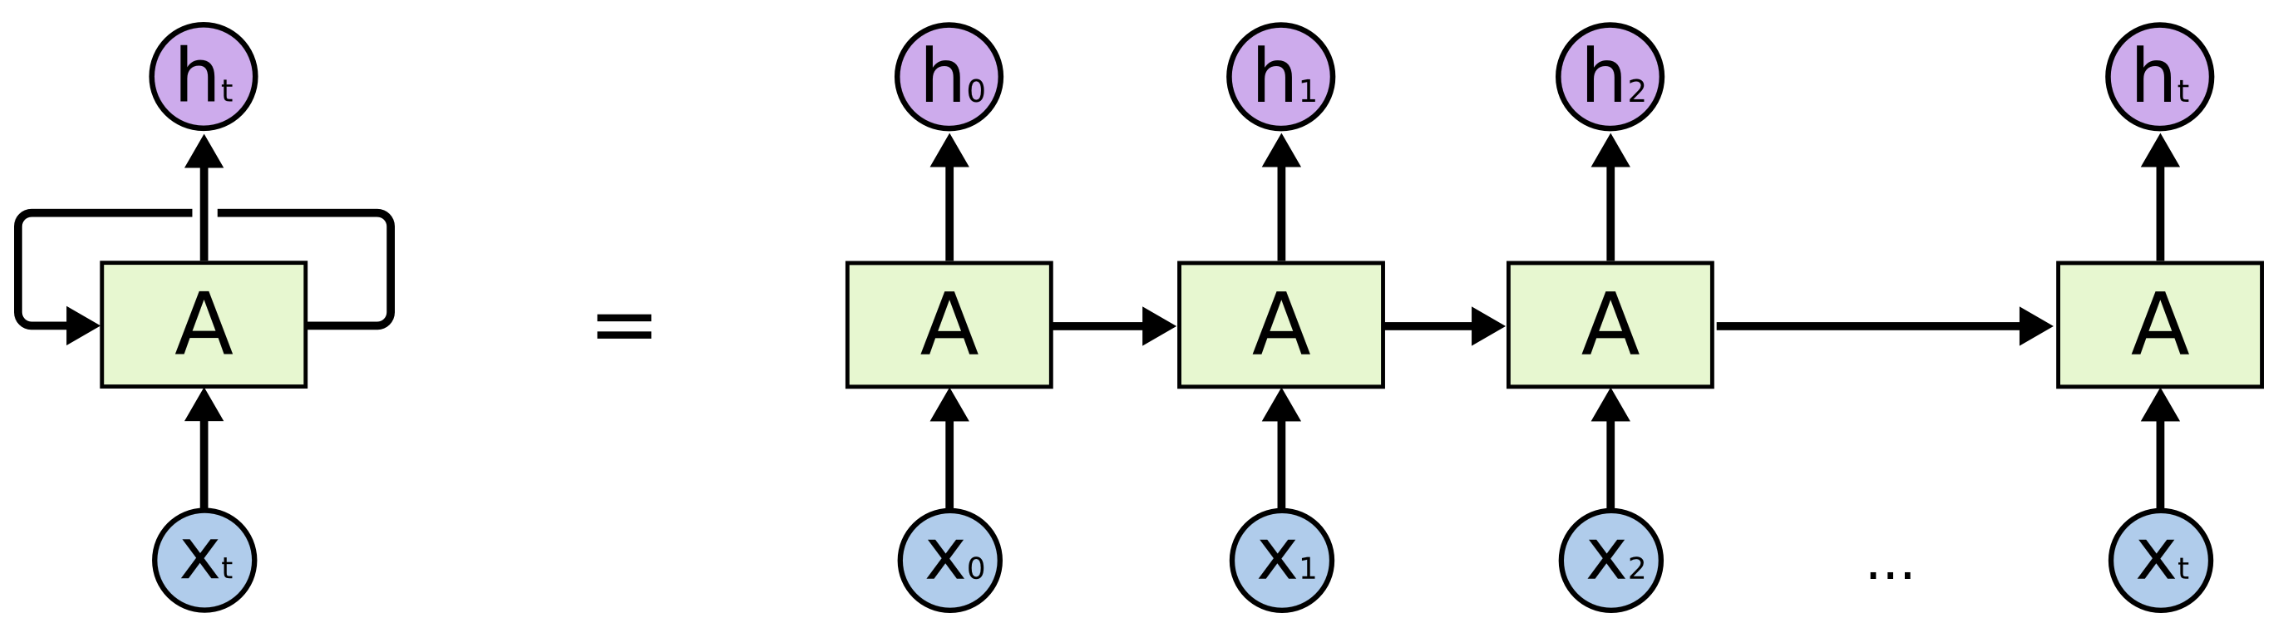 ht h0 h1 h2 ht
A = A A A A
xt x0 x1 x2 ... xt